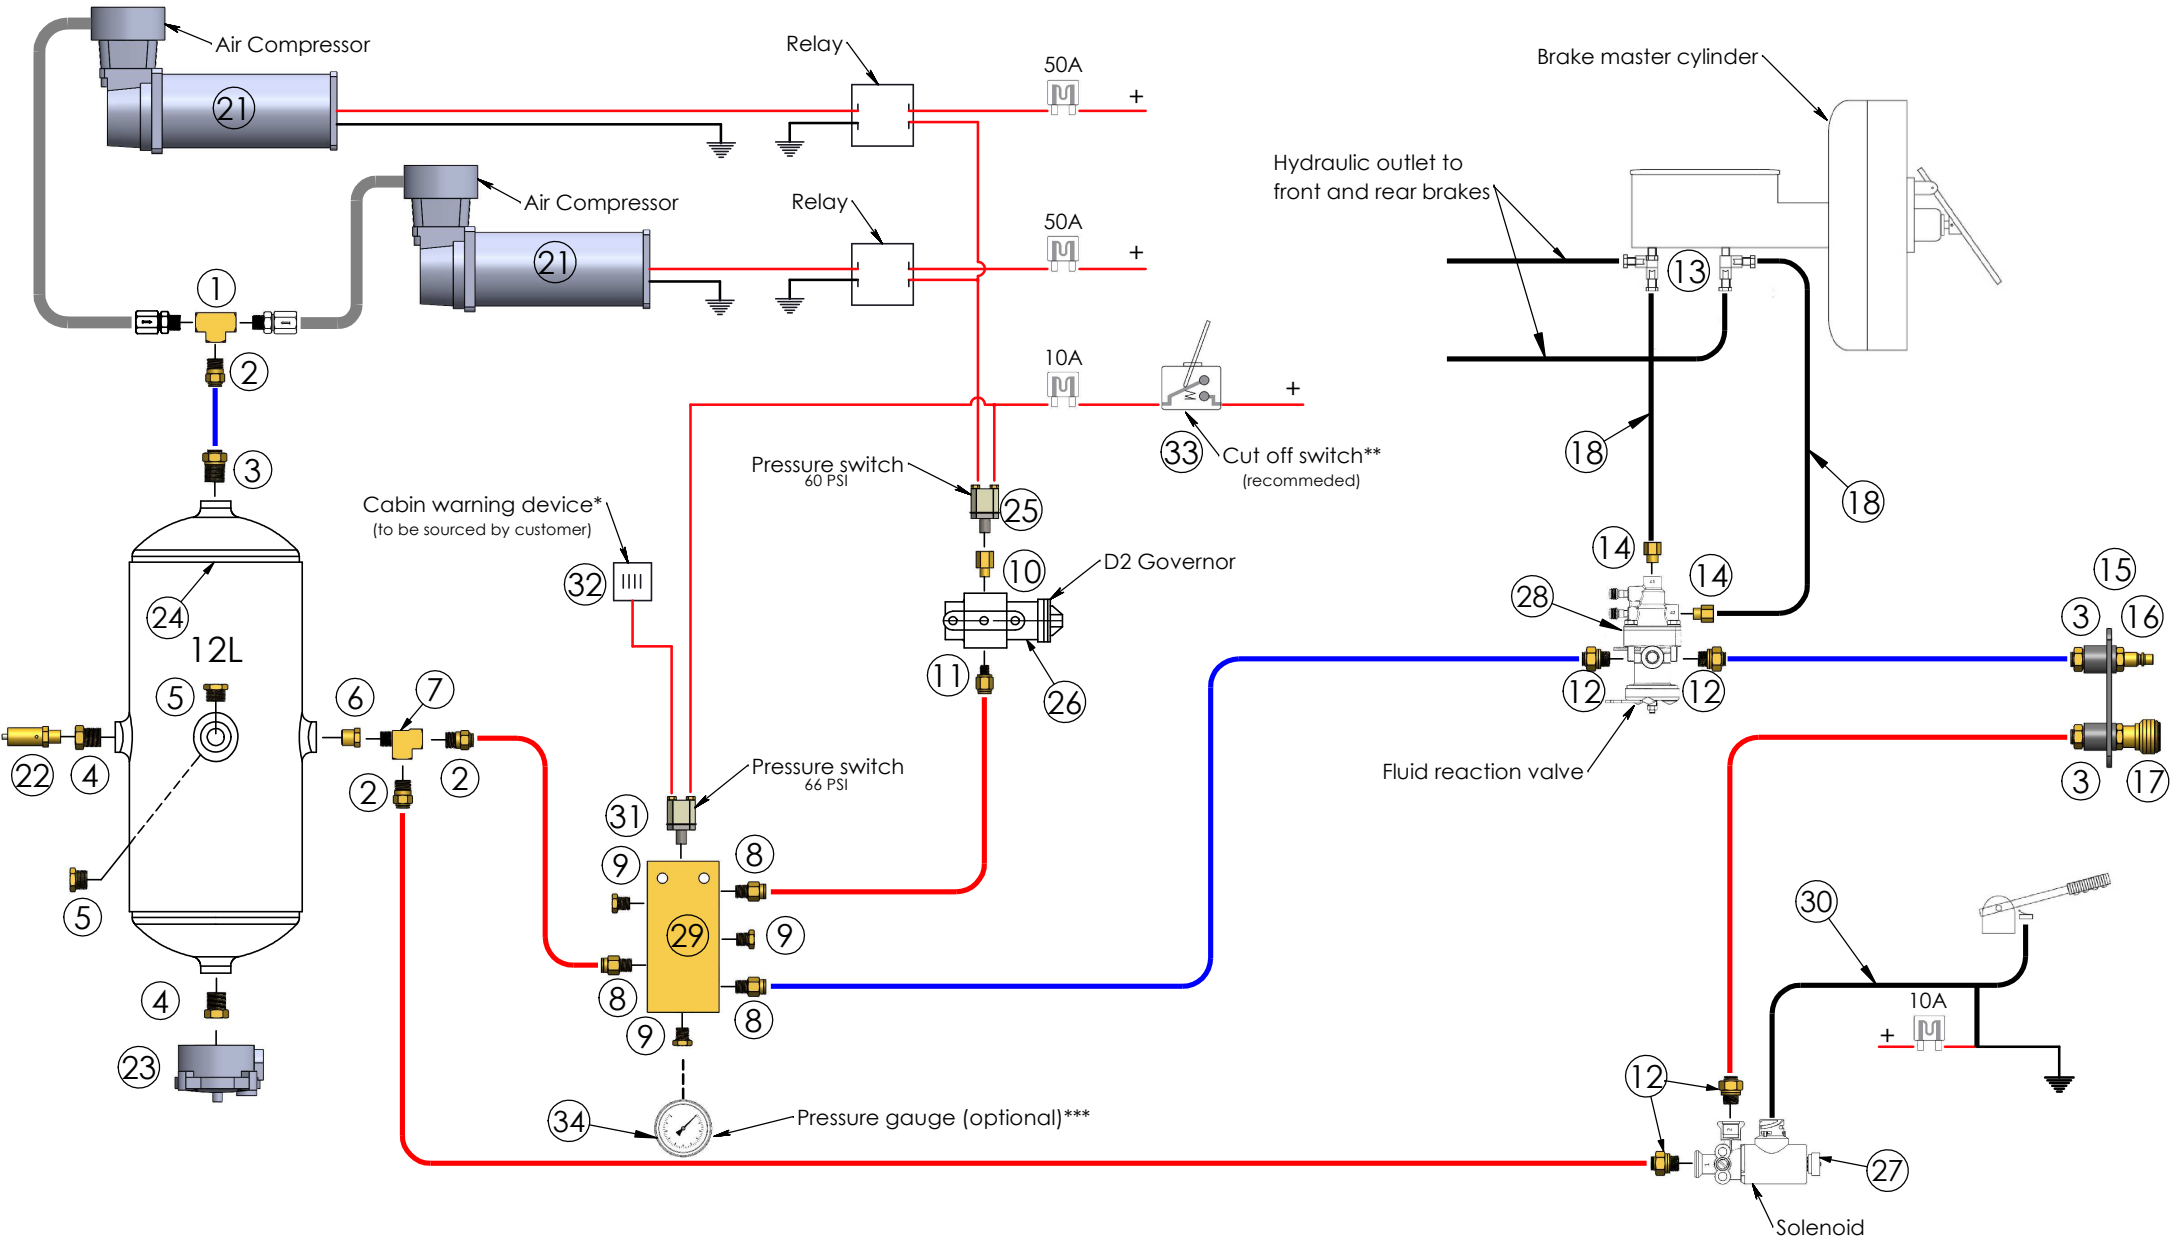 Air Compressor
Relay
50A
+
Brake master cylinder
21
Hydraulic outlet to
front and rear brakes
Air Compressor
Relay
50A
+
21
1
13
2
10A
+
3
33
Cut off switch**
(recommeded)
18
18
Pressure switch
60 PSI
25
Cabin warning device*
(to be sourced by customer)
32
10
D2 Governor
14
14
15
28
3
16
24
12L
11
26
12
12
5
6
7
22
4
2
2
Pressure switch
66 PSI
Fluid reaction valve
3
17
31
9
8
5
29
9
30
4
8
8
10A
+
9
23
12
34
Pressure gauge (optional)***
27
Solenoid